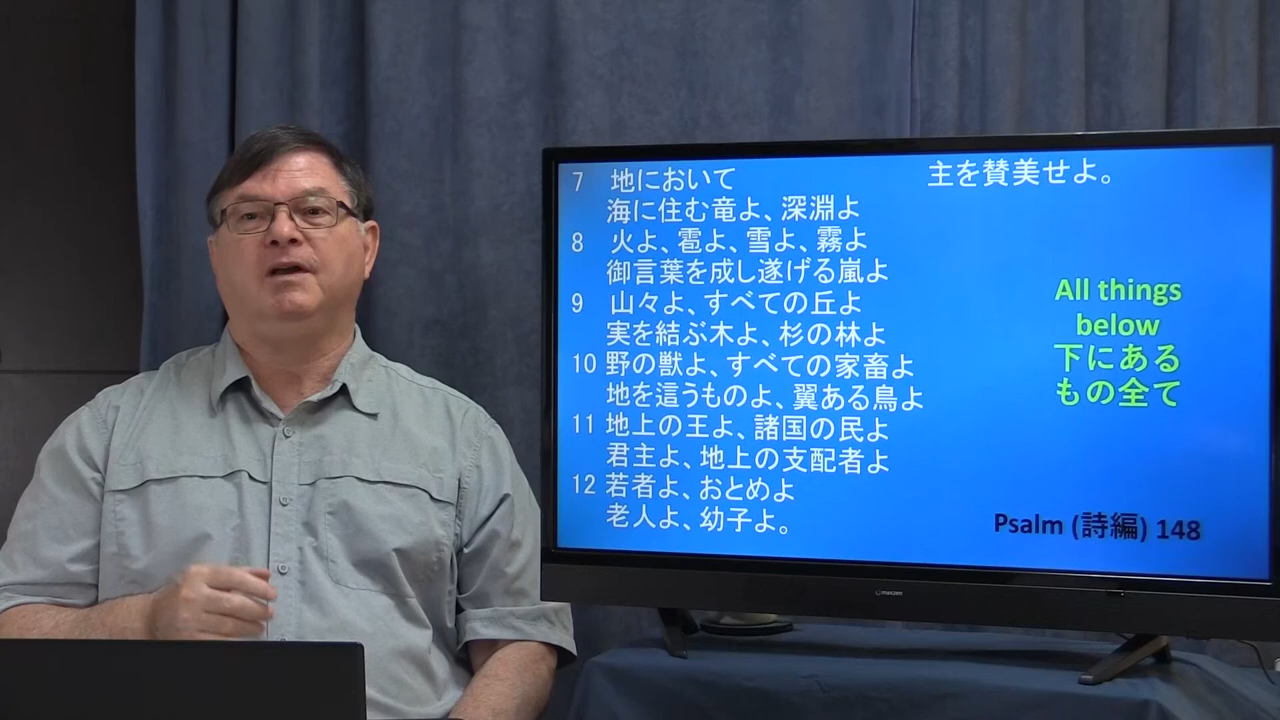 7 地において 主を賛美せよ。
海に住む竜よ、深淵よ
8 火よ、雹よ、雪よ、霧よ
御言葉を成し遂げる嵐よ
9 山々よ、すべての丘よ
実を結ぶ木よ、杉の林よ
10 野の獣よ、すべての家畜よ
地を這うものよ、翼ある鳥よ
11 地上の王よ、諸国の民よ
君主よ、地上の支配者よ
12 若者よ、おとめよ
老人よ、幼子よ。
All things
below
下にある
もの全て
Psalm (詩編) 148
maxzen